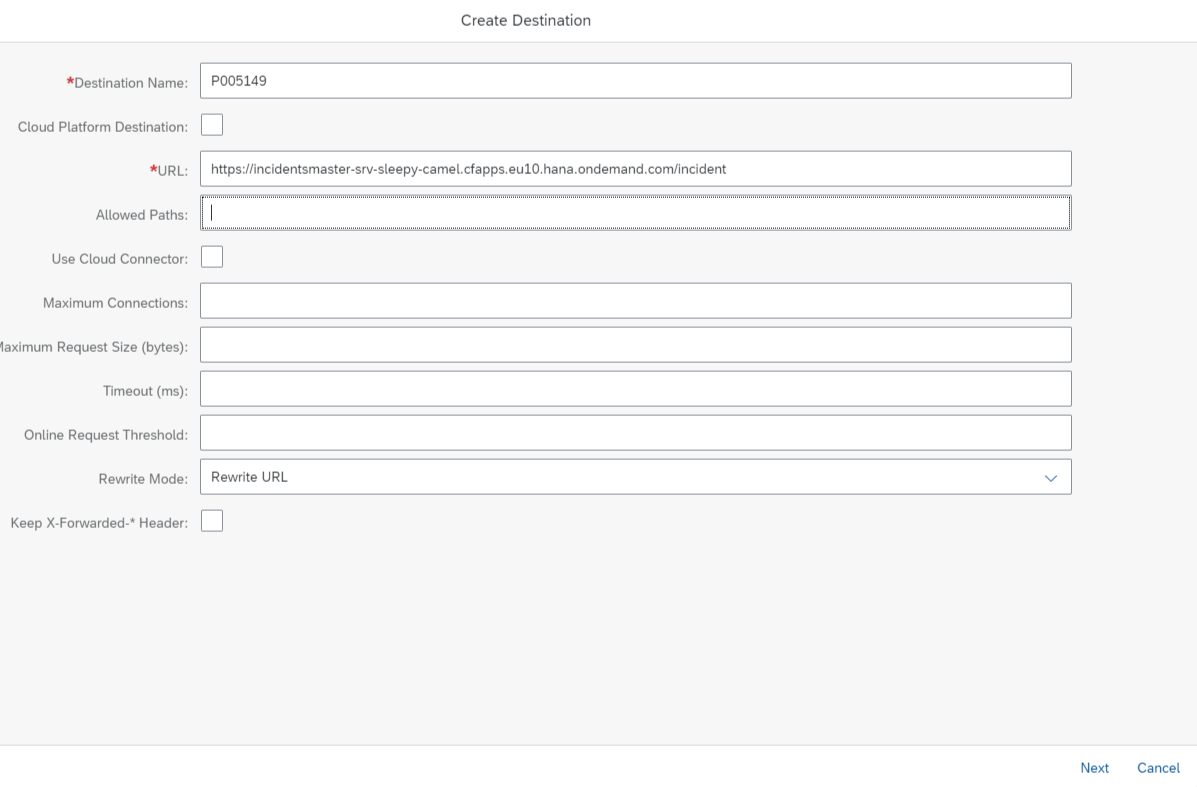 Create Destination
*Destination Name: P005149
Cloud Platform Destination:
*URL: https://incidentsmaster-srv-sleepy-camel.cfapps.eu10.hana.ondemand.com/incident
Allowed Paths:
Use Cloud Connector:
Maximum Connections:
Maximum Request Size (bytes):
Timeout (ms):
Online Request Threshold:
Rewrite Mode: Rewrite URL
Keep X-Forwarded-* Header:
Next Cancel